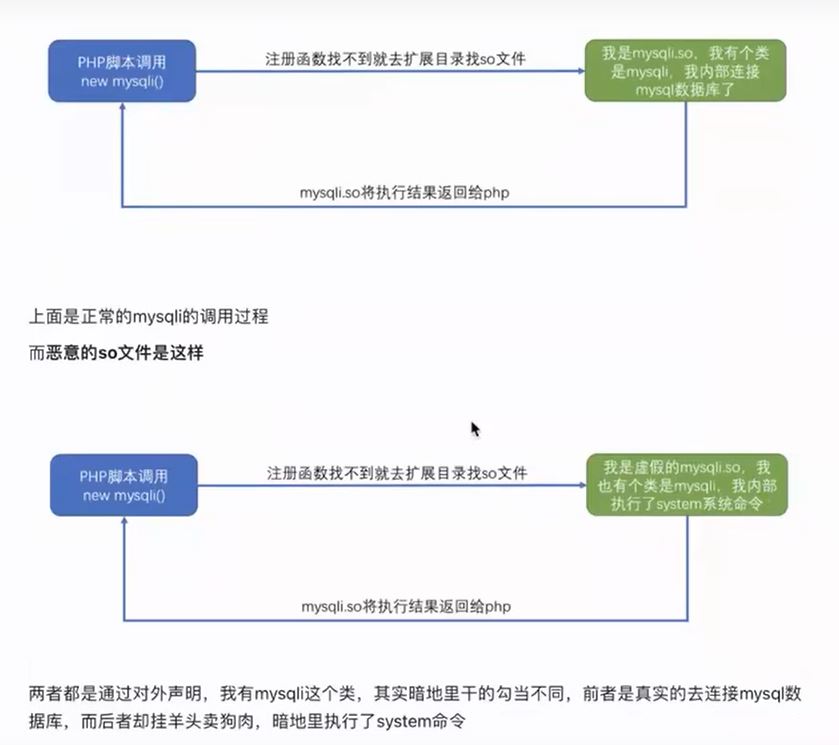 PHP脚本调用
new mysqli()
注册函数找不到就去扩展目录找so文件
我是mysqli.so，我有个类
是mysqli，我内部连接
mysql数据库了
mysqli.so将执行结果返回给php
上面是正常的mysqli的调用过程
而恶意的so文件是这样
PHP脚本调用
new mysqli()
注册函数找不到就去扩展目录找so文件
我是虚假的mysqli.so，我
也有个类是mysqli，我内部
执行了system系统命令
mysqli.so将执行结果返回给php
两者都是通过对外声明，我有mysqli这个类，其实暗地里干的勾当不同，前者是真实的去连接mysql数
据库，而后者却挂羊头卖狗肉，暗地里执行了system命令